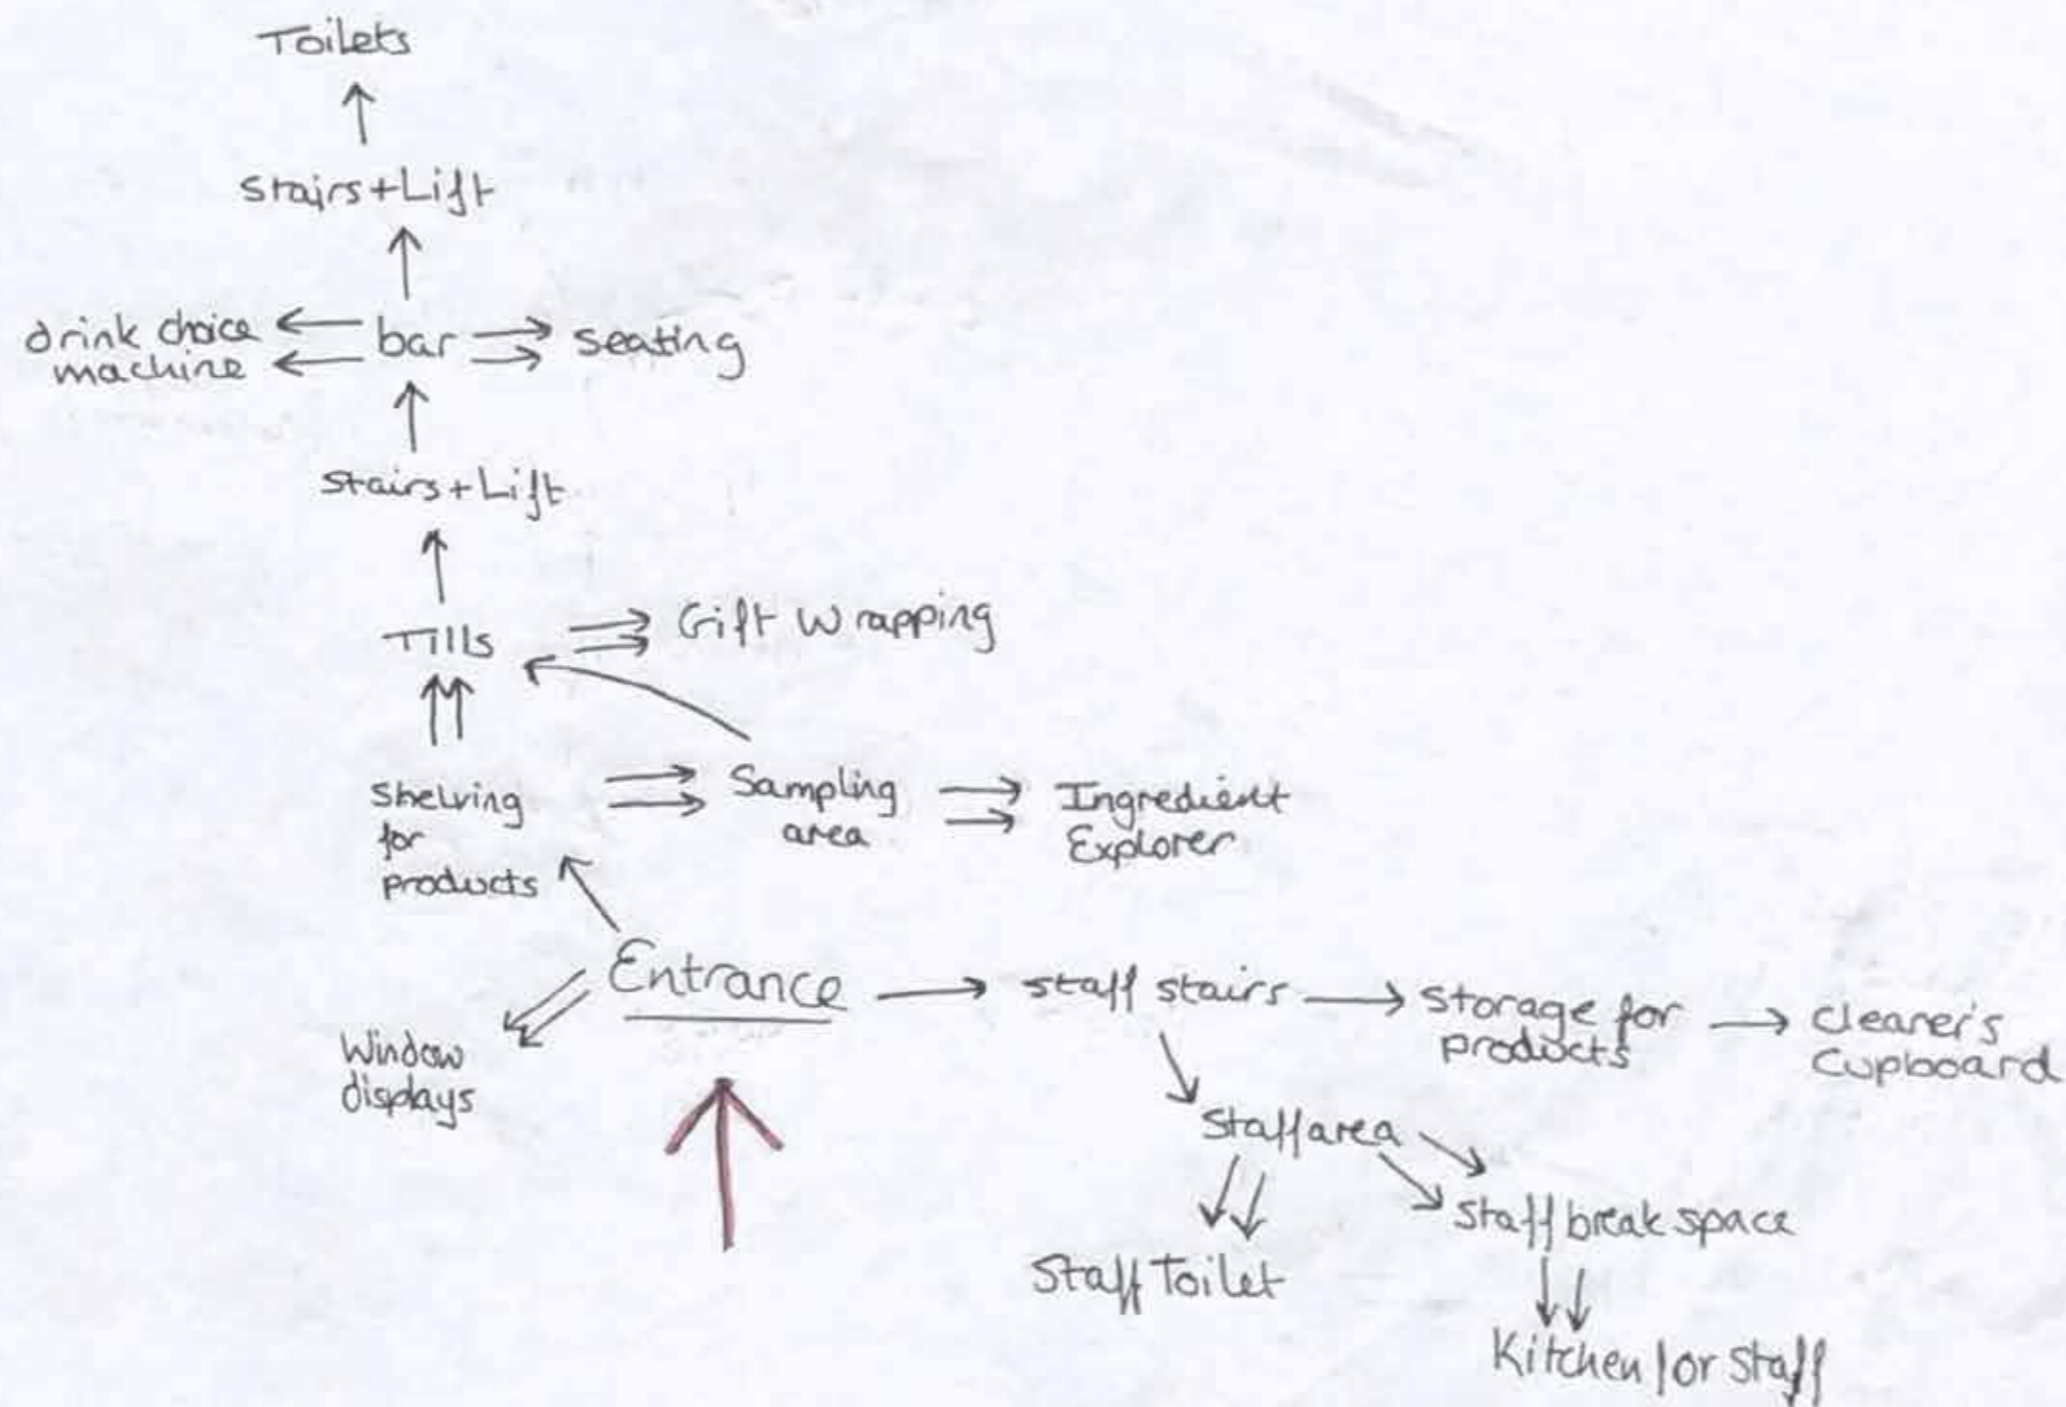 Toilets
Stairs+Lift
drink choice
machine
bar
seating
Stairs+Lift
Tills
Gift Wrapping
Shelving
for
products
Sampling
area
Ingredient
Explorer
Entrance
Window
displays
staff stairs
storage for
products
cleaner's
cupboard
Staff area
Staff break space
Staff Toilet
Kitchen for Staff